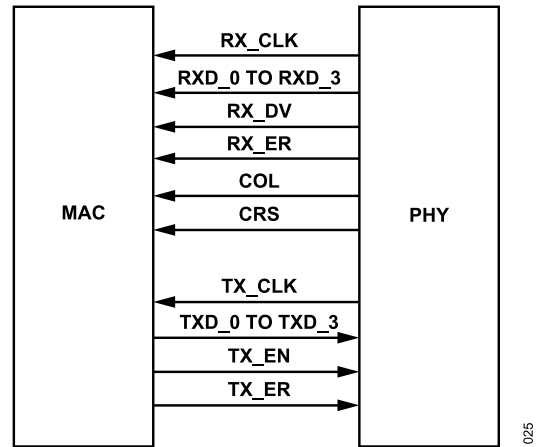 RX_CLK
RXD_0 TO RXD_3
RX_DV
RX_ER
COL
CRS
MAC
PHY
TX_CLK
TXD_0 TO TXD_3
TX_EN
TX_ER
025